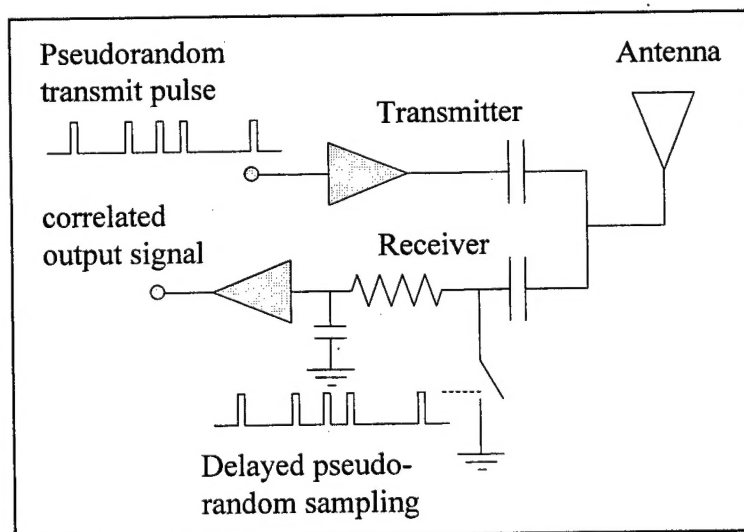 Pseudorandom
transmit pulse
Antenna
Transmitter
correlated
output signal
Receiver
Delayed pseudo-
random sampling